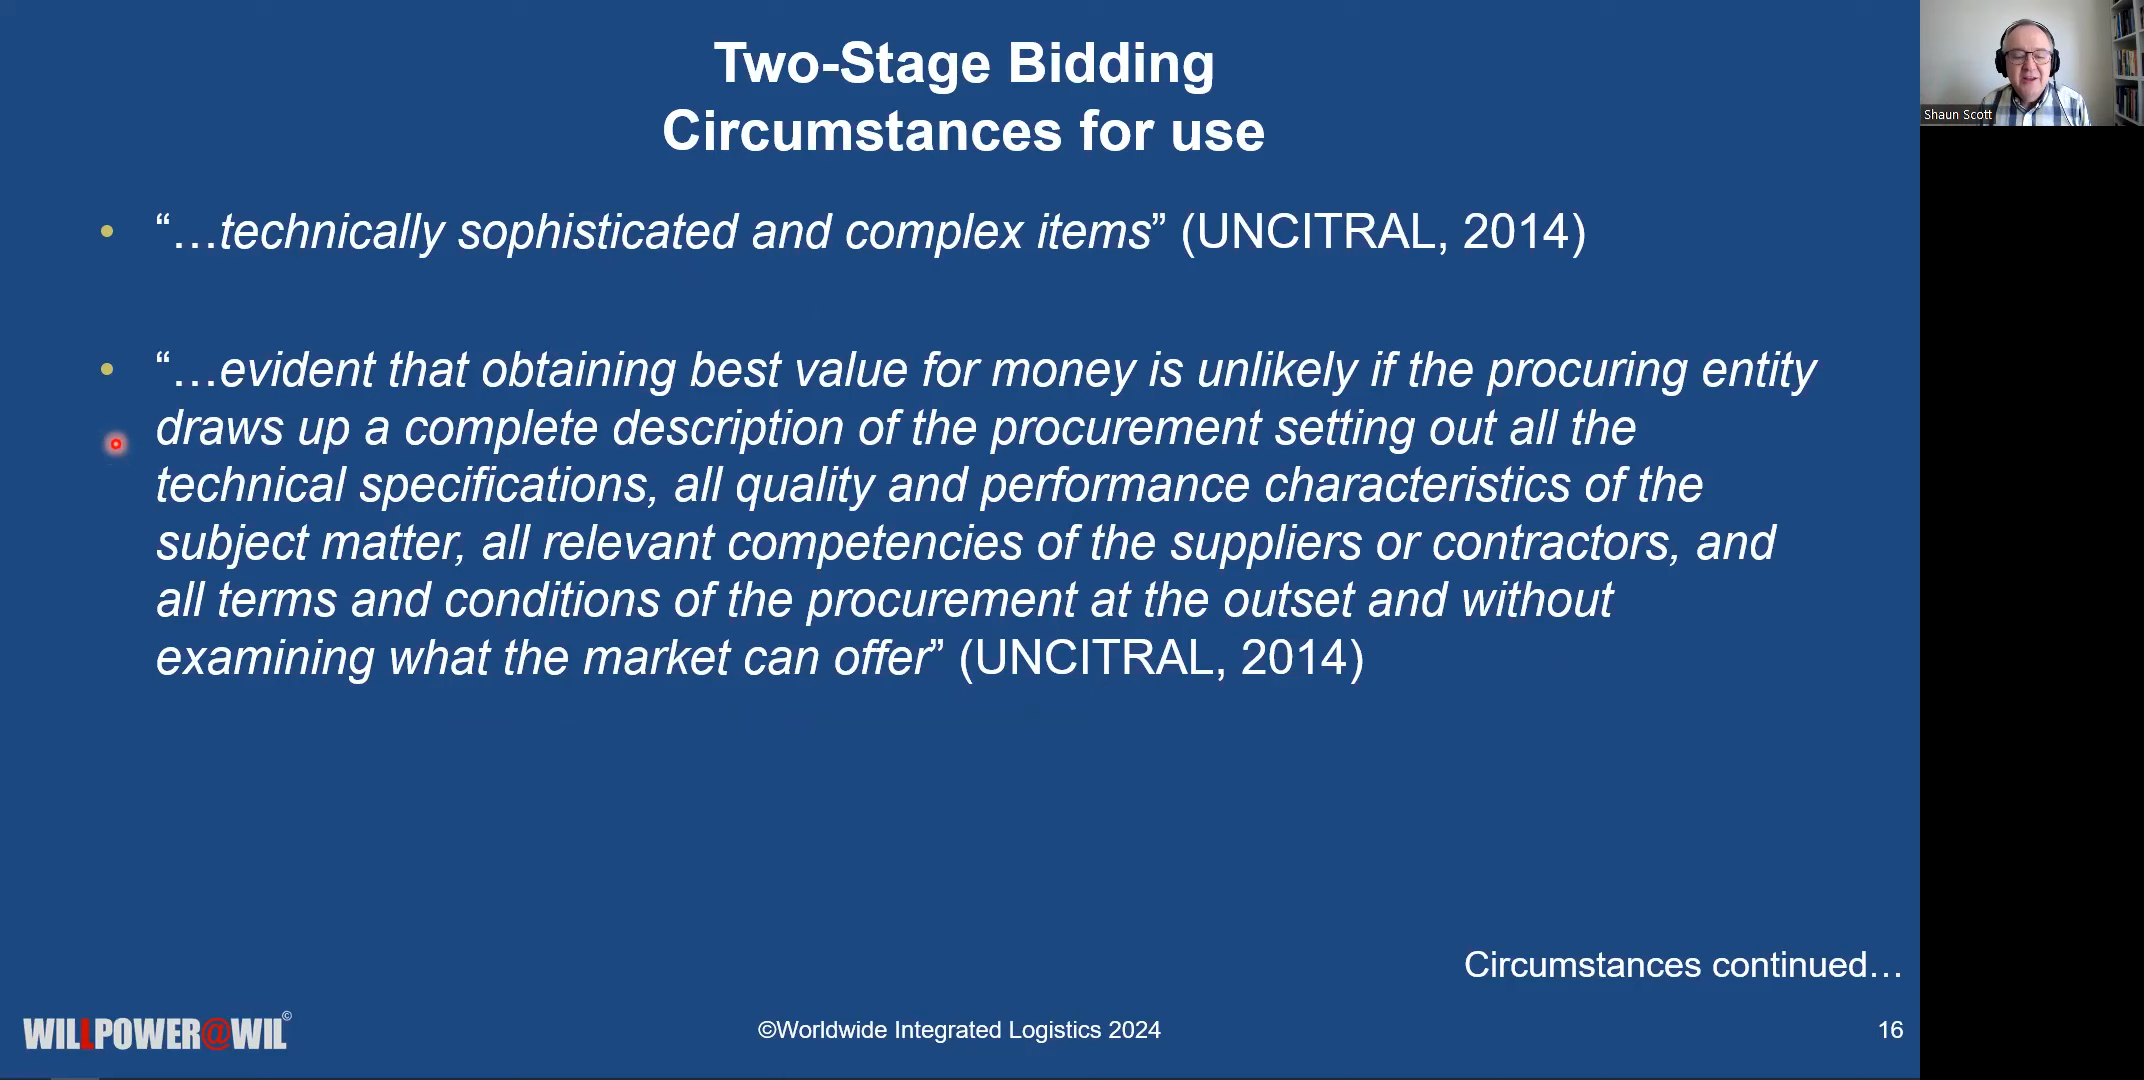 Two-Stage Bidding
Circumstances for use
• “…technically sophisticated and complex items” (UNCITRAL, 2014)
• “…evident that obtaining best value for money is unlikely if the procuring entity
draws up a complete description of the procurement setting out all the
technical specifications, all quality and performance characteristics of the
subject matter, all relevant competencies of the suppliers or contractors, and
all terms and conditions of the procurement at the outset and without
examining what the market can offer” (UNCITRAL, 2014)
Circumstances continued…
WILLPOWER@WIL©
©Worldwide Integrated Logistics 2024
16
Shaun Scott